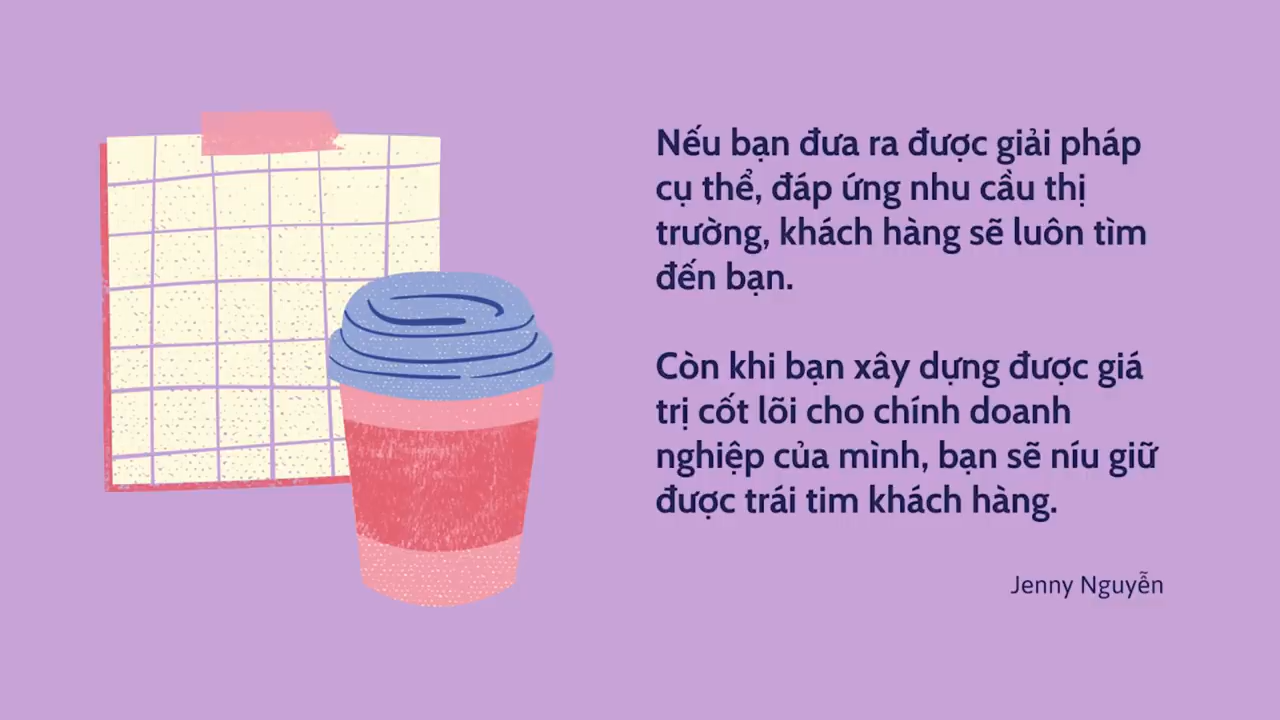 Nếu bạn đưa ra được giải pháp
cụ thể, đáp ứng nhu cầu thị
trường, khách hàng sẽ luôn tìm
đến bạn.
Còn khi bạn xây dựng được giá
trị cốt lõi cho chính doanh
nghiệp của mình, bạn sẽ níu giữ
được trái tim khách hàng.
Jenny Nguyễn